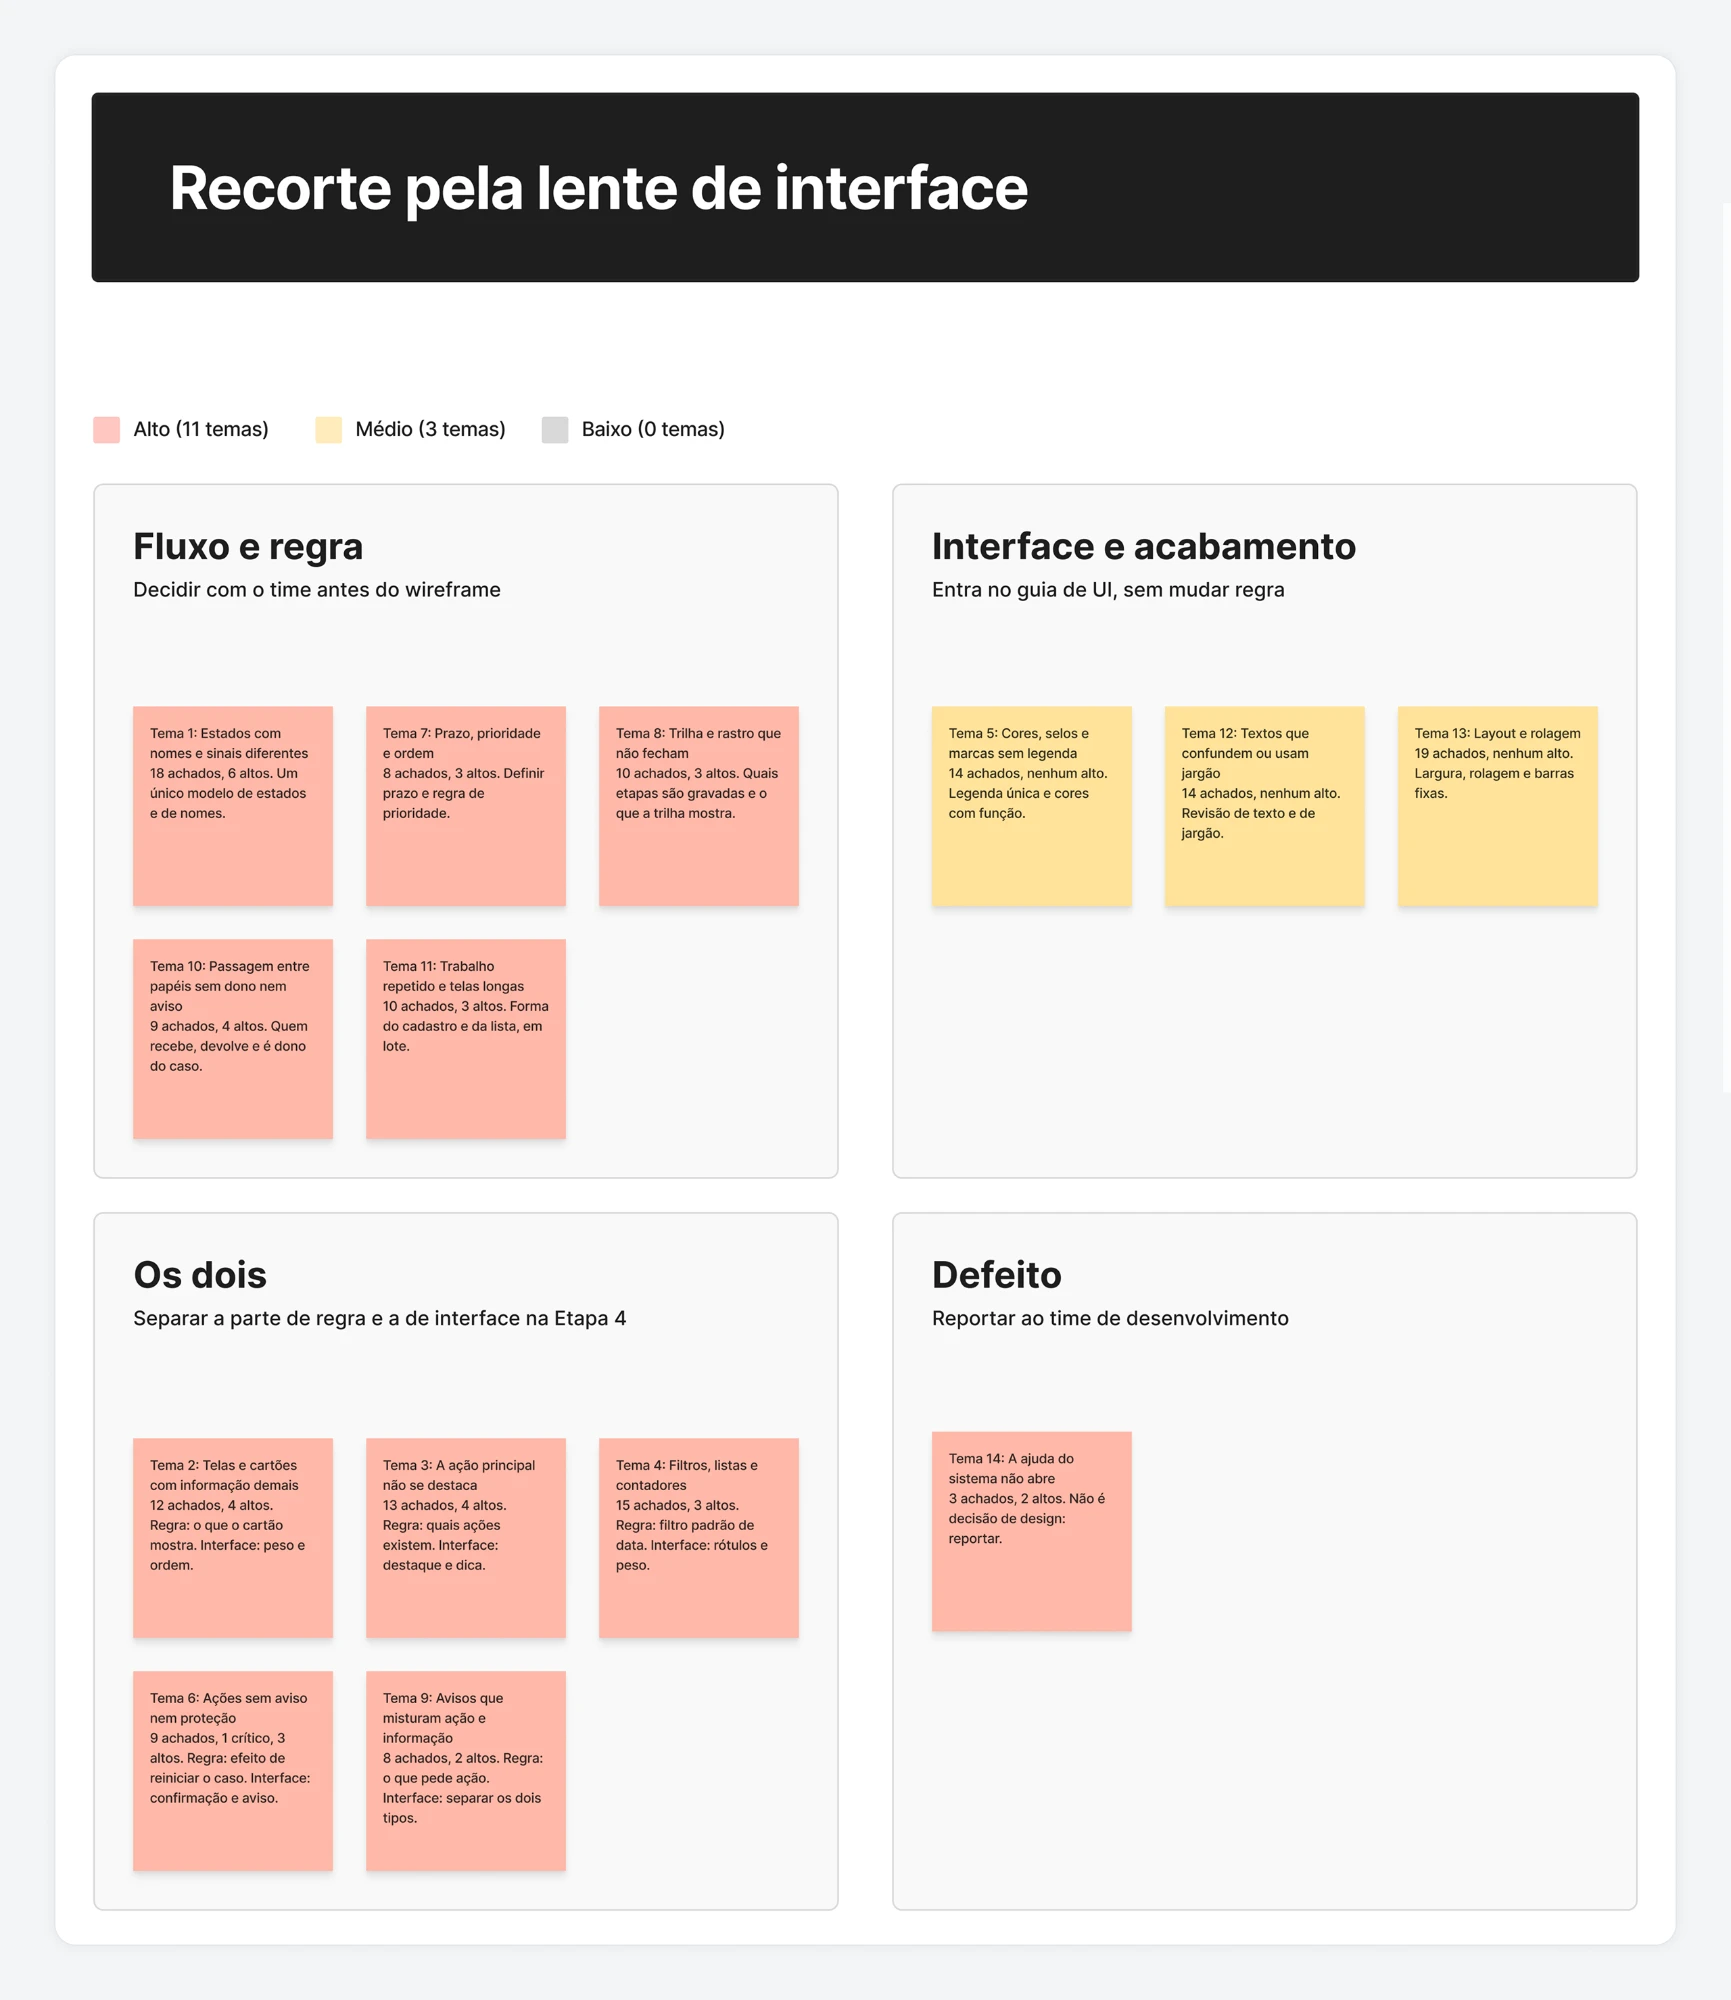 Recorte pela lente de interface
Alto (11 temas)
Médio (3 temas)
Baixo (0 temas)
Fluxo e regra
Decidir com o time antes do wireframe
Tema 1: Estados com
nomes e sinais diferentes
18 achados, 6 altos. Um
único modelo de estados
e de nomes.
Tema 7: Prazo, prioridade
e ordem
8 achados, 3 altos. Definir
prazo e regra de
prioridade.
Tema 8: Trilha e rastro que
não fecham
10 achados, 3 altos. Quais
etapas são gravadas e o
que a trilha mostra.
Tema 10: Passagem entre
papéis sem dono nem
aviso
9 achados, 4 altos. Quem
recebe, devolve e é dono
do caso.
Tema 11: Trabalho
repetido e telas longas
10 achados, 3 altos. Forma
do cadastro e da lista, em
lote.
Interface e acabamento
Entra no guia de UI, sem mudar regra
Tema 5: Cores, selos e
marcas sem legenda
14 achados, nenhum alto.
Legenda única e cores
com função.
Tema 12: Textos que
confundem ou usam
jargão
14 achados, nenhum alto.
Revisão de texto e de
jargão.
Tema 13: Layout e rolagem
19 achados, nenhum alto.
Largura, rolagem e barras
fixas.
Os dois
Separar a parte de regra e a de interface na Etapa 4
Tema 2: Telas e cartões
com informação demais
12 achados, 4 altos.
Regra: o que o cartão
mostra. Interface: peso e
ordem.
Tema 3: A ação principal
não se destaca
13 achados, 4 altos.
Regra: quais ações
existem. Interface:
destaque e dica.
Tema 4: Filtros, listas e
contadores
15 achados, 3 altos.
Regra: filtro padrão de
data. Interface: rótulos e
peso.
Tema 6: Ações sem aviso
nem proteção
9 achados, 1 crítico, 3
altos. Regra: efeito de
reiniciar o caso. Interface:
confirmação e aviso.
Tema 9: Avisos que
misturam ação e
informação
8 achados, 2 altos. Regra:
o que pede ação.
Interface: separar os dois
tipos.
Defeito
Reportar ao time de desenvolvimento
Tema 14: A ajuda do
sistema não abre
3 achados, 2 altos. Não é
decisão de design:
reportar.